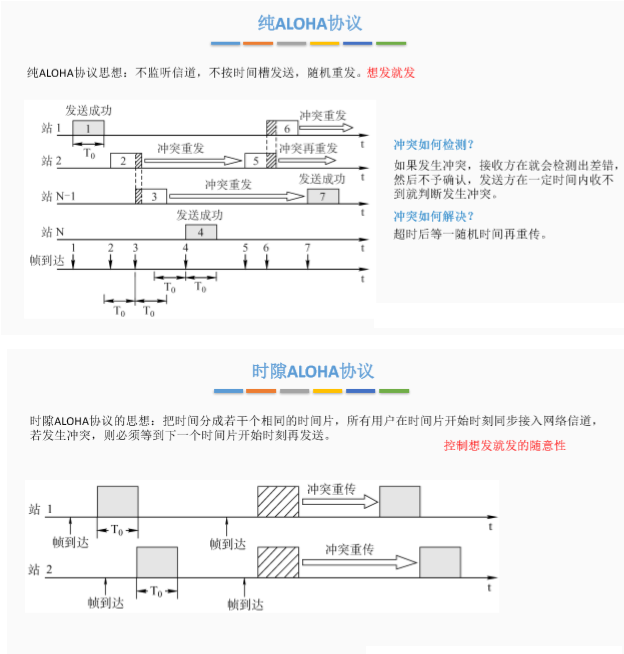 纯ALOHA协议
纯ALOHA协议思想：不监听信道，不按时间槽发送，随机重发。想发就发
发送成功
站 1
1
T0
6
冲突重发
t
站 2
2
冲突重发
5
冲突再重发
t
站 N-1
3
冲突重发
发送成功
7
t
站 N
发送成功
4
t
帧到达
1 2 3 4 5 6 7
t
T0 T0
T0 T0
冲突如何检测？
如果发生冲突，接收方在就会检测出差错，
然后不予确认，发送方在一定时间内收不
到就判断发生冲突。
冲突如何解决？
超时后等一随机时间再重传。
时隙ALOHA协议
时隙ALOHA协议的思想：把时间分成若干个相同的时间片，所有用户在时间片开始时刻同步接入网络信道，
若发生冲突，则必须等到下一个时间片开始时刻再发送。
控制想发就发的随意性
站 1
冲突重传
T0
t
帧到达
帧到达
站 2
冲突重传
T0
t
帧到达
帧到达